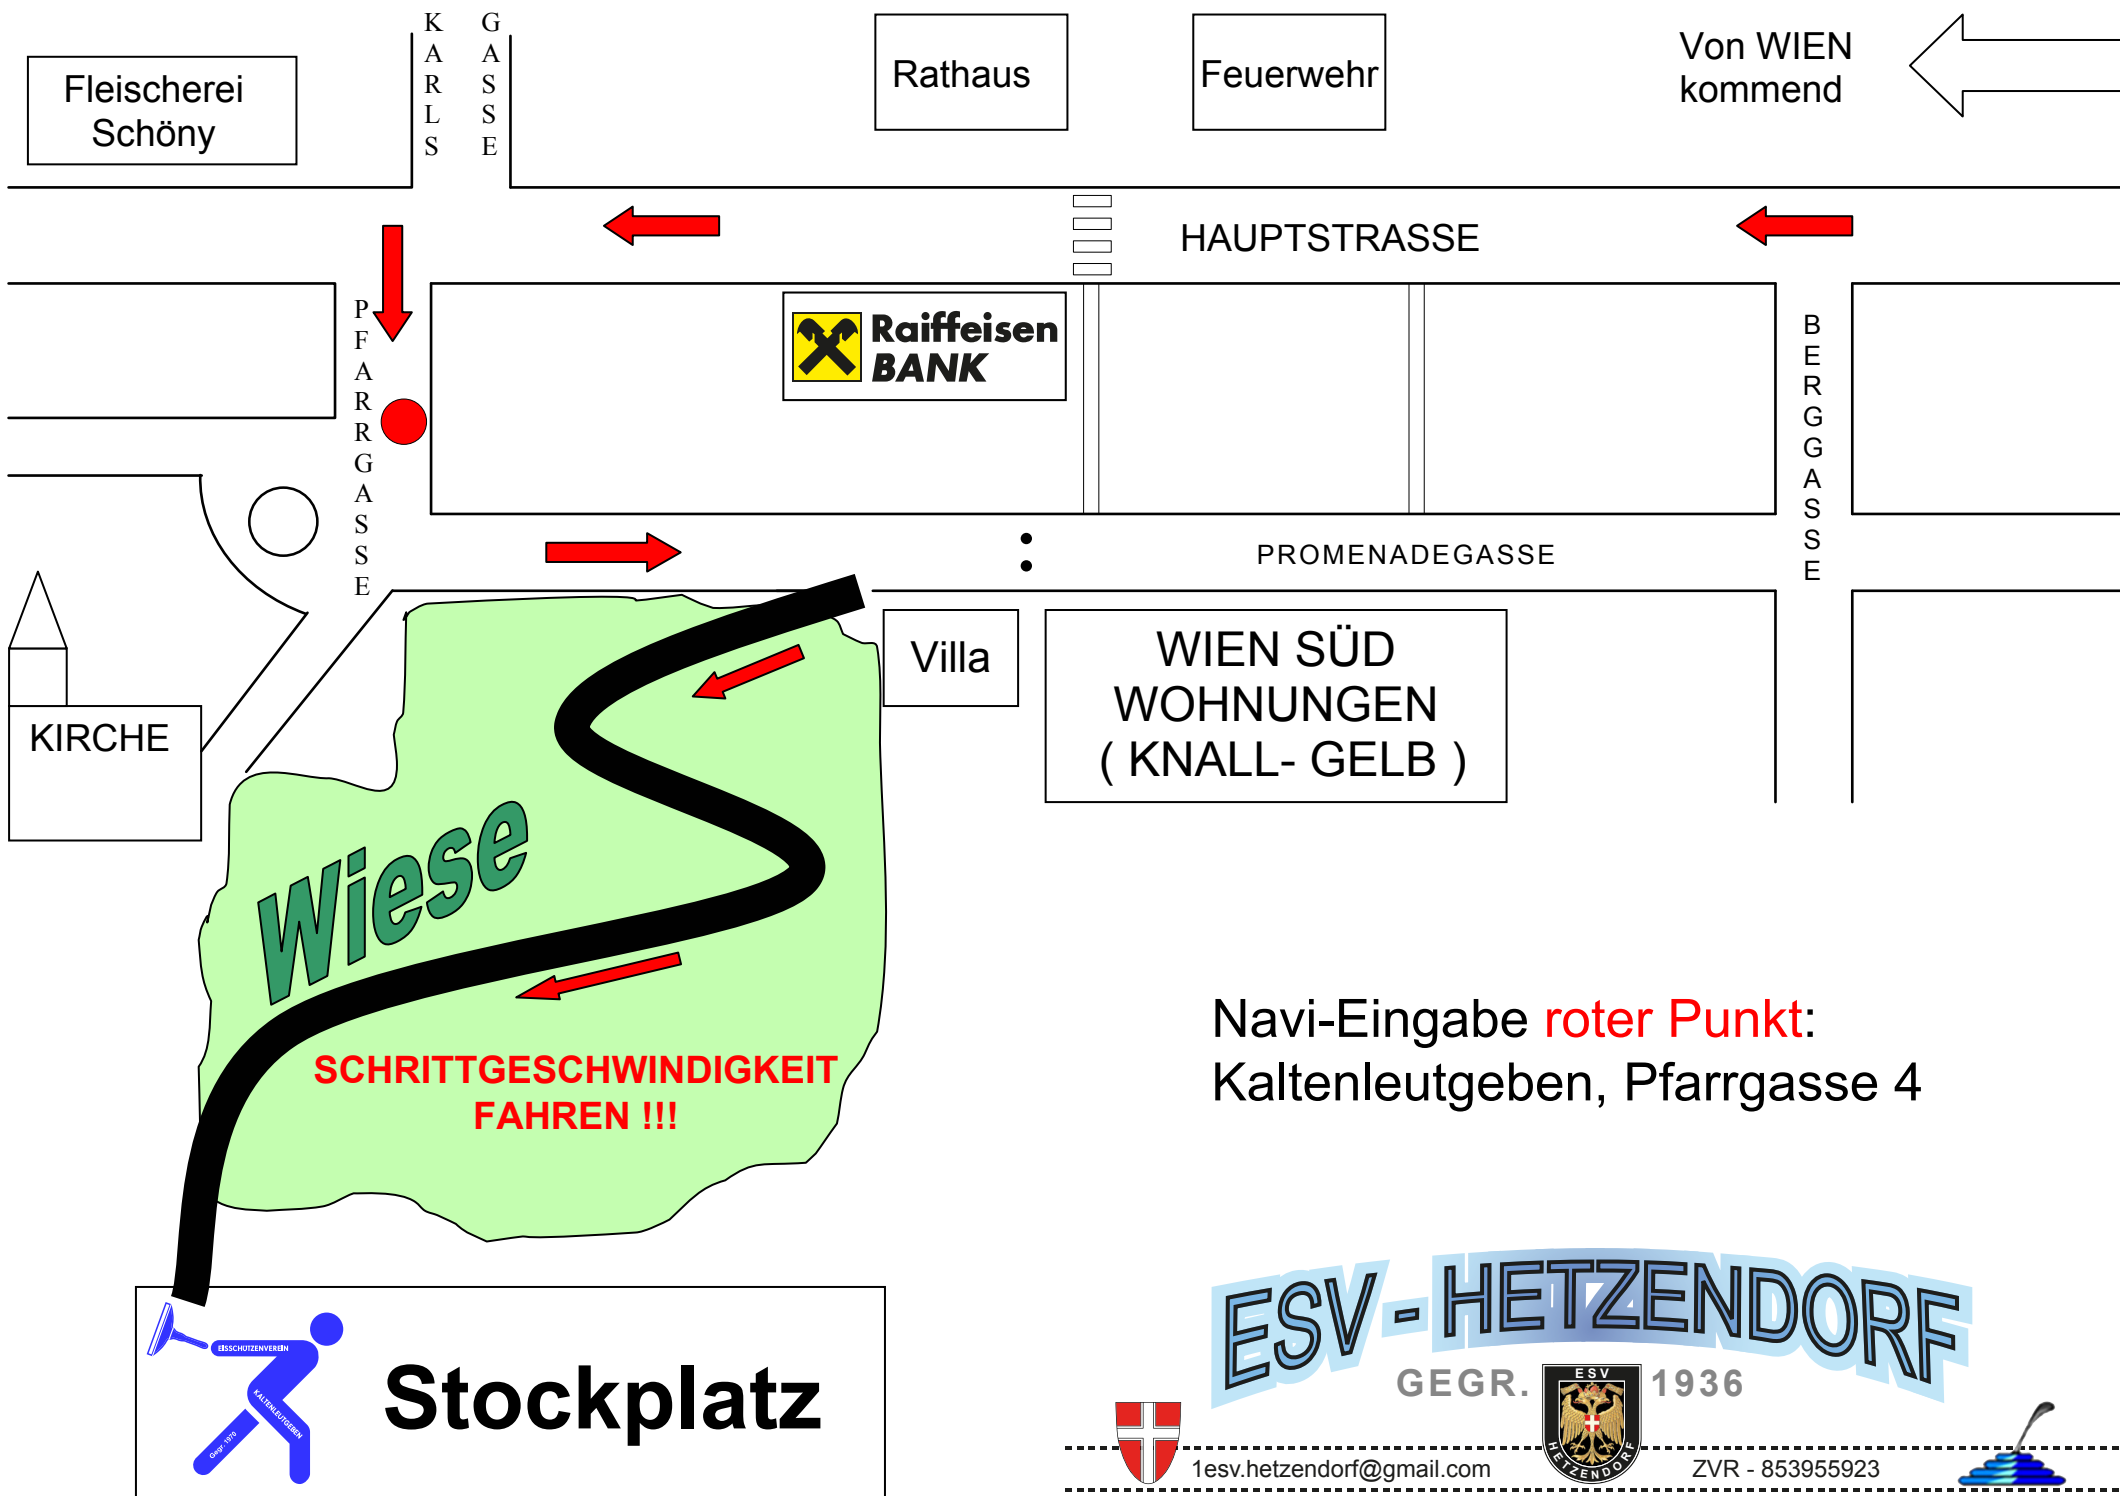 KARLS
GASSE
Fleischerei
Schöny
Rathaus
Feuerwehr
Von WIEN
kommend
HAUPTSTRASSE
PFARRGASSE
Raiffeisen
BANK
BERGGASSE
PROMENADEGASSE
Villa
WIEN SÜD
WOHNUNGEN
( KNALL- GELB )
KIRCHE
Wiese
SCHRITTGESCHWINDIGKEIT
FAHREN !!!
Navi-Eingabe roter Punkt:
Kaltenleutgeben, Pfarrgasse 4
EISSCHÜTZENVEREIN
KALTENLEUTGEBEN
Gegr. 1970
Stockplatz
ESV - HETZENDORF
GEGR. 1936
ESV
HETZENDORF
1esv.hetzendorf@gmail.com
ZVR - 853955923